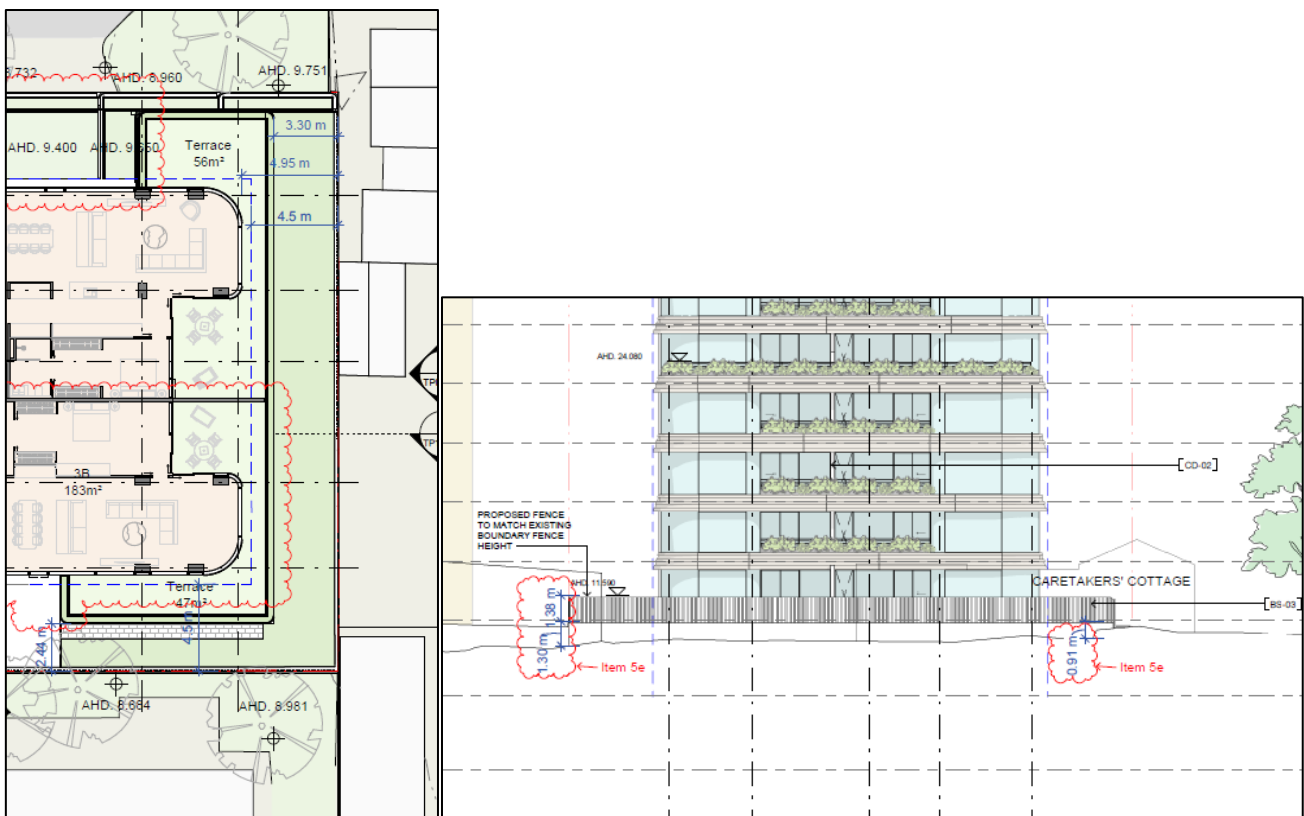 AHD. 8.960
AHD. 9.751
3.30 m
AHD. 9.400
Terrace
56m²
4.95 m
4.5 m
3B
183m²
Terrace
47m²
2.44 m
4.5 m
AHD. 8.684
AHD. 8.981
AHD. 24.080
CD-02
PROPOSED FENCE
TO MATCH EXISTING
BOUNDARY FENCE
HEIGHT
AHD. 11.590
CARETAKERS' COTTAGE
BS-03
1.38 m
1.30 m
Item 5e
0.91 m
Item 5e